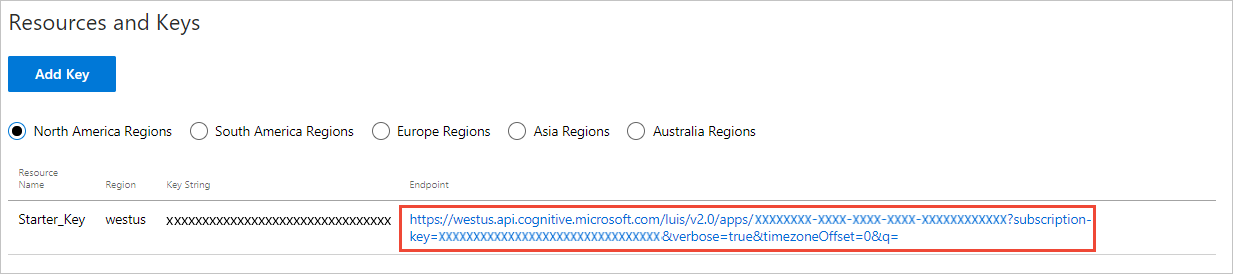 Resources and Keys
Add Key
North America Regions South America Regions Europe Regions Asia Regions Australia Regions
Resource Name Region Key String Endpoint
Starter_Key westus XXXXXXXXXXXXXXXXXXXXXXXXXXXXXXXX https://westus.api.cognitive.microsoft.com/luis/v2.0/apps/XXXXXXXX-XXXX-XXXX-XXXX-XXXXXXXXXXXX?subscription-
key=XXXXXXXXXXXXXXXXXXXXXXXXXXXXXXXX&verbose=true&timezoneOffset=0&q=